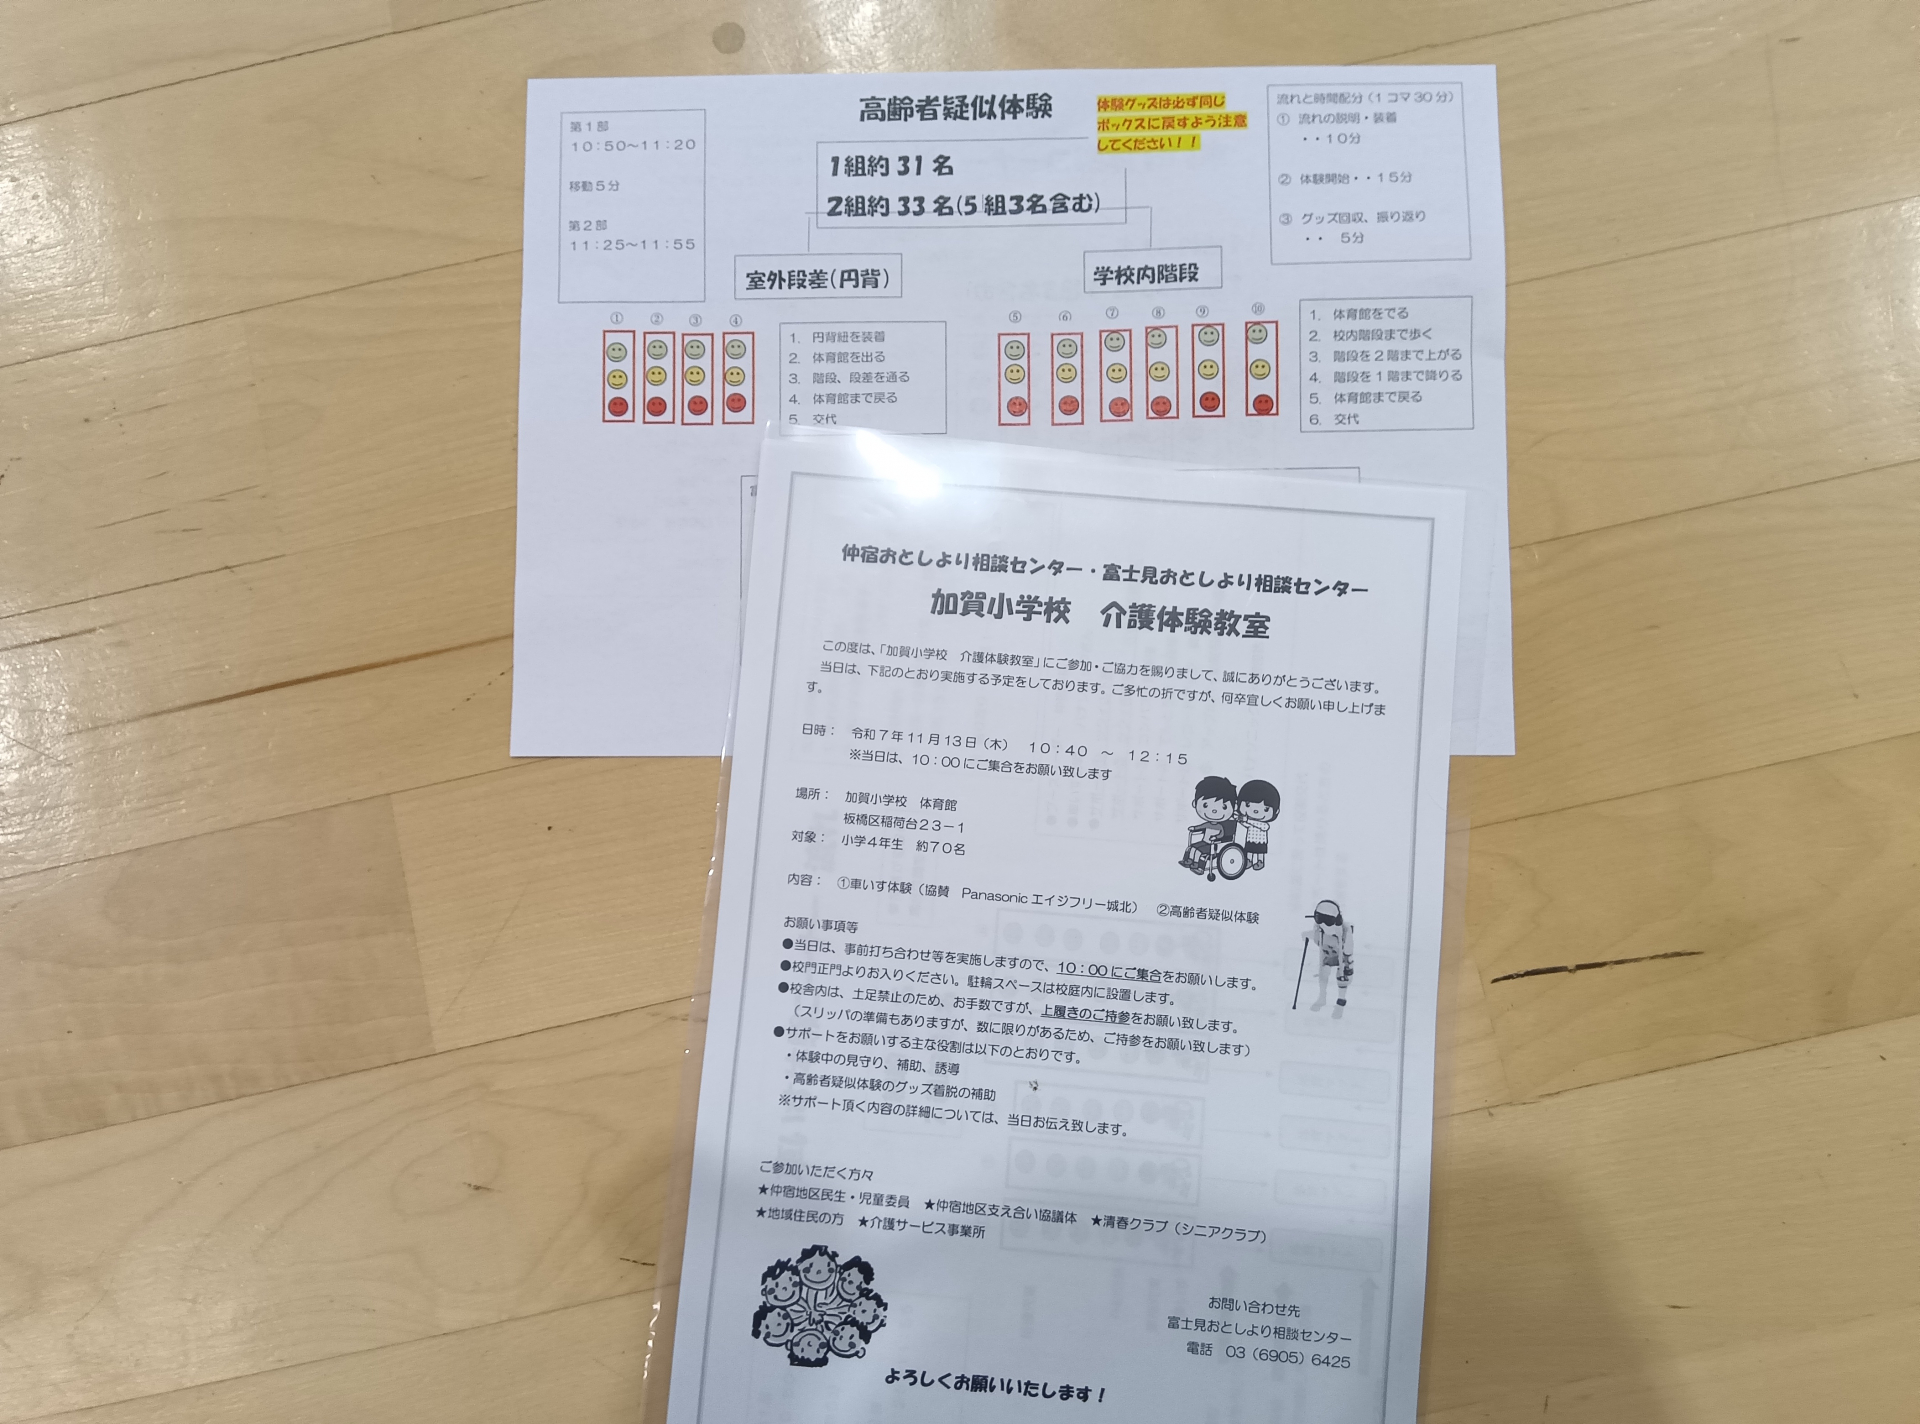 高齢者疑似体験
体験グッズは必ず同じ
ボックスに戻すよう注意
してください！！
第1部
10:50～11:20
移動5分
第2部
11:25～11:55
1組約 31 名
2組約 33 名(5 組3名含む)
流れと時間配分（1コマ30分）
① 流れの説明・装着
・・10分
② 体験開始・・15分
③ グッズ回収、振り返り
・・ 5分
室外段差(円背)
学校内階段
① ② ③ ④
1. 円背紐を装着
2. 体育館を出る
3. 階段、段差を通る
4. 体育館まで戻る
5. 交代
⑤ ⑥ ⑦ ⑧ ⑨ ⑩
1. 体育館をでる
2. 校内階段まで歩く
3. 階段を2階まで上がる
4. 階段を1階まで降りる
5. 体育館まで戻る
6. 交代
仲宿おとしより相談センター・富士見おとしより相談センター
加賀小学校　介護体験教室
この度は、「加賀小学校　介護体験教室」にご参加・ご協力を賜りまして、誠にありがとうございます。
当日は、下記のとおり実施する予定をしております。ご多忙の折ですが、何卒宜しくお願い申し上げま
す。
日時：　令和7年11月13日（木）　10:40　～　12:15
※当日は、10:00にご集合をお願い致します
場所：　加賀小学校　体育館
板橋区稲荷台23－1
対象：　小学4年生　約70名
内容：　①車いす体験（協賛　Panasonic エイジフリー城北）　②高齢者疑似体験
お願い事項等
●当日は、事前打ち合わせ等を実施しますので、10:00にご集合をお願いします。
●校門正門よりお入りください。駐輪スペースは校庭内に設置します。
●校舎内は、土足禁止のため、お手数ですが、上履きのご持参をお願い致します。
（スリッパの準備もありますが、数に限りがあるため、ご持参をお願い致します）
●サポートをお願いする主な役割は以下のとおりです。
・体験中の見守り、補助、誘導
・高齢者疑似体験のグッズ着脱の補助
※サポート頂く内容の詳細については、当日お伝え致します。
ご参加いただく方々
★仲宿地区民生・児童委員　★仲宿地区支え合い協議体　★清春クラブ（シニアクラブ）
★地域住民の方　★介護サービス事業所
お問い合わせ先
富士見おとしより相談センター
電話　03（6905）6425
よろしくお願いいたします！